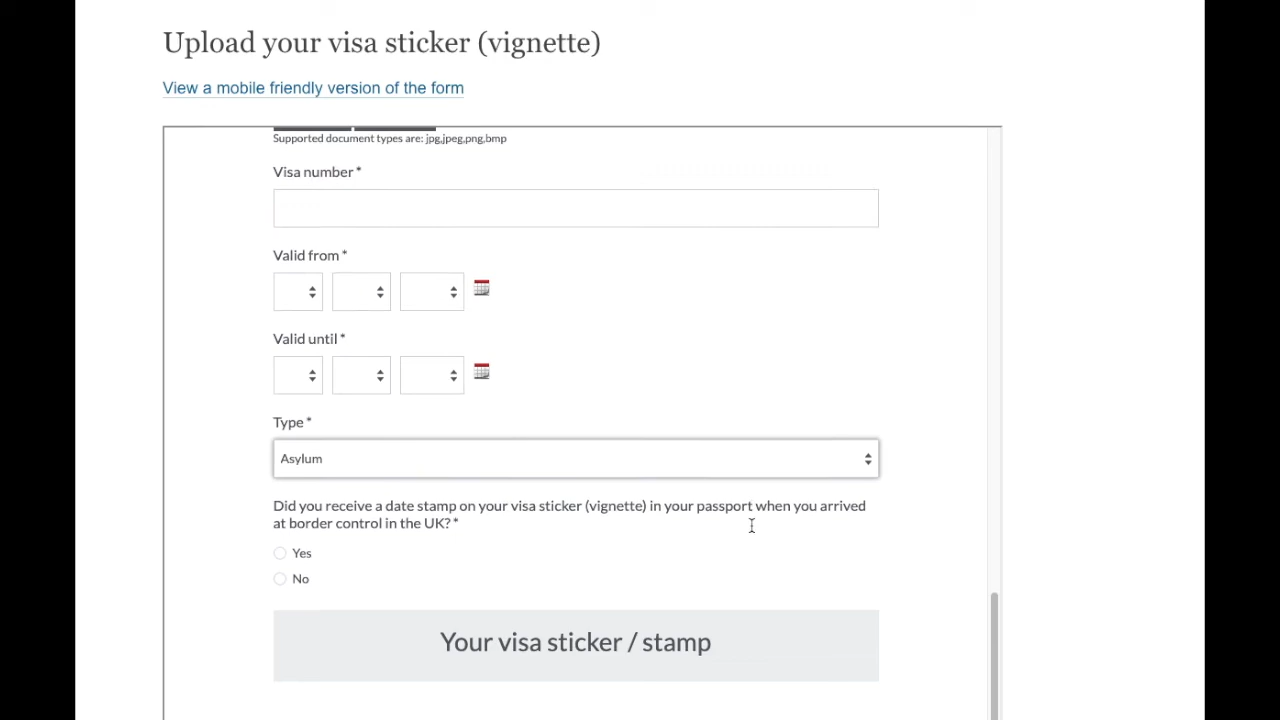 Upload your visa sticker (vignette)
View a mobile friendly version of the form
Supported document types are: jpg,jpeg,png,bmp
Visa number *
Valid from *
Valid until *
Type *
Asylum
Did you receive a date stamp on your visa sticker (vignette) in your passport when you arrived
at border control in the UK? *
Yes
No
Your visa sticker / stamp